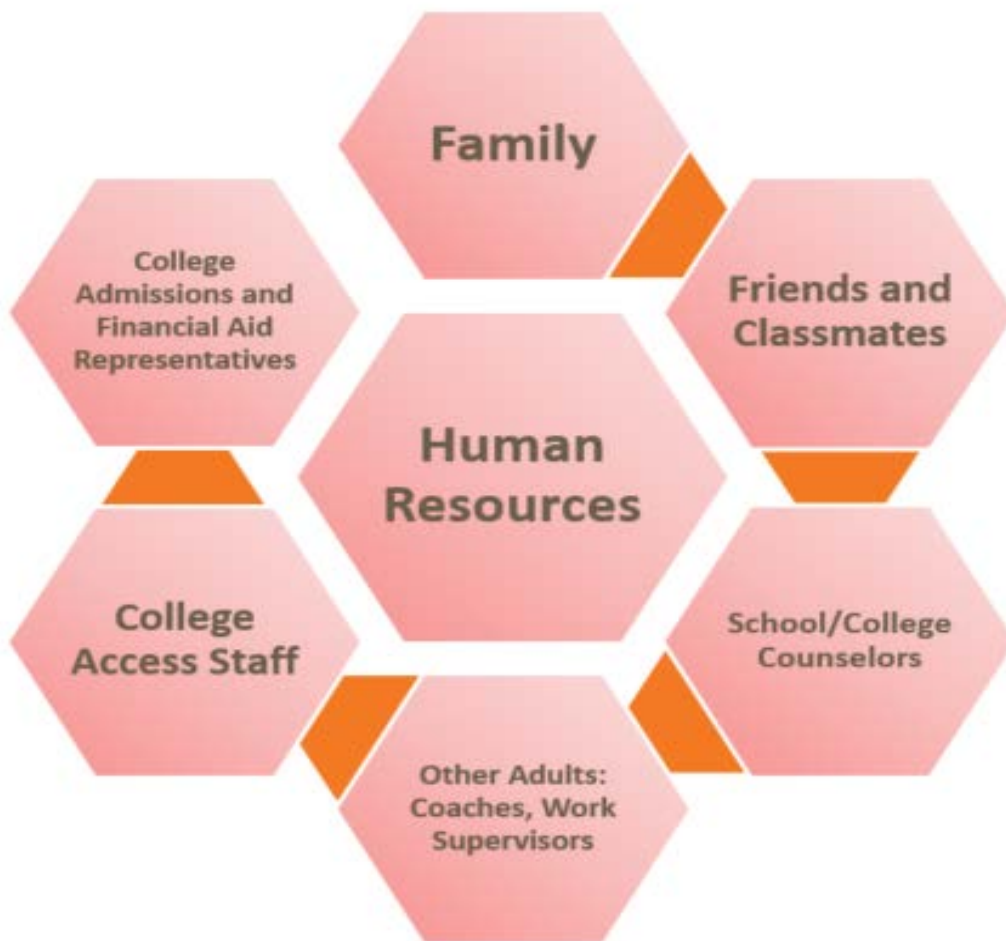 Family
Friends and
Classmates
School/College
Counselors
Other Adults:
Coaches, Work
Supervisors
College
Access Staff
College
Admissions and
Financial Aid
Representatives
Human
Resources